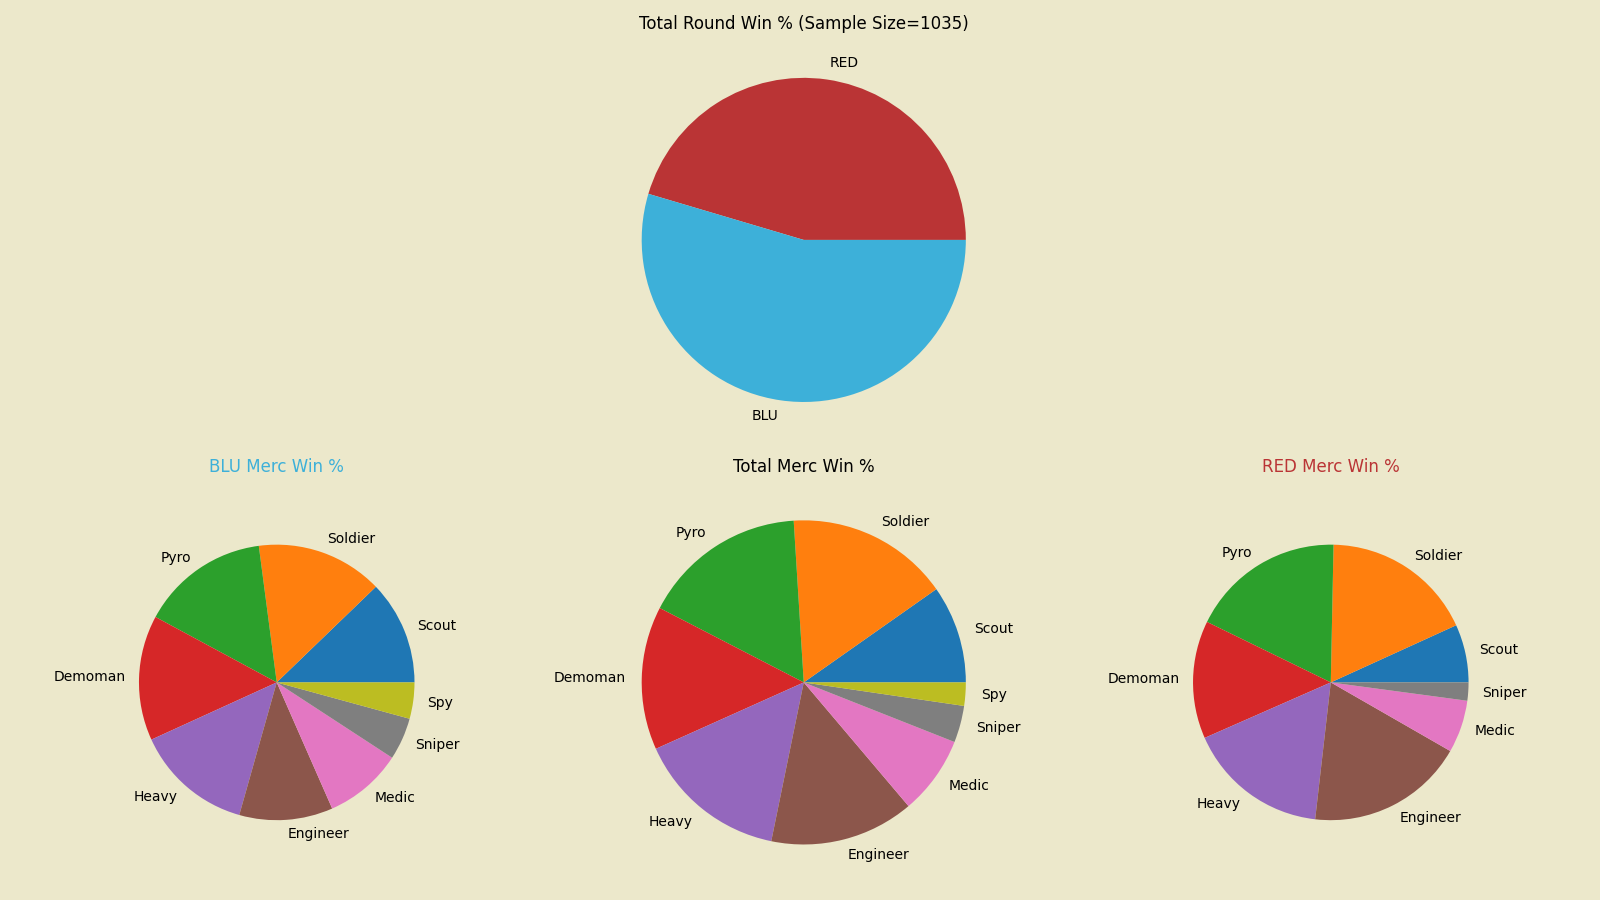 Total Round Win % (Sample Size=1035)
RED
BLU
BLU Merc Win %
Soldier
Pyro
Scout
Demoman
Spy
Sniper
Heavy
Medic
Engineer
Total Merc Win %
Soldier
Pyro
Scout
Demoman
Spy
Sniper
Medic
Heavy
Engineer
RED Merc Win %
Pyro
Soldier
Scout
Demoman
Sniper
Medic
Heavy
Engineer